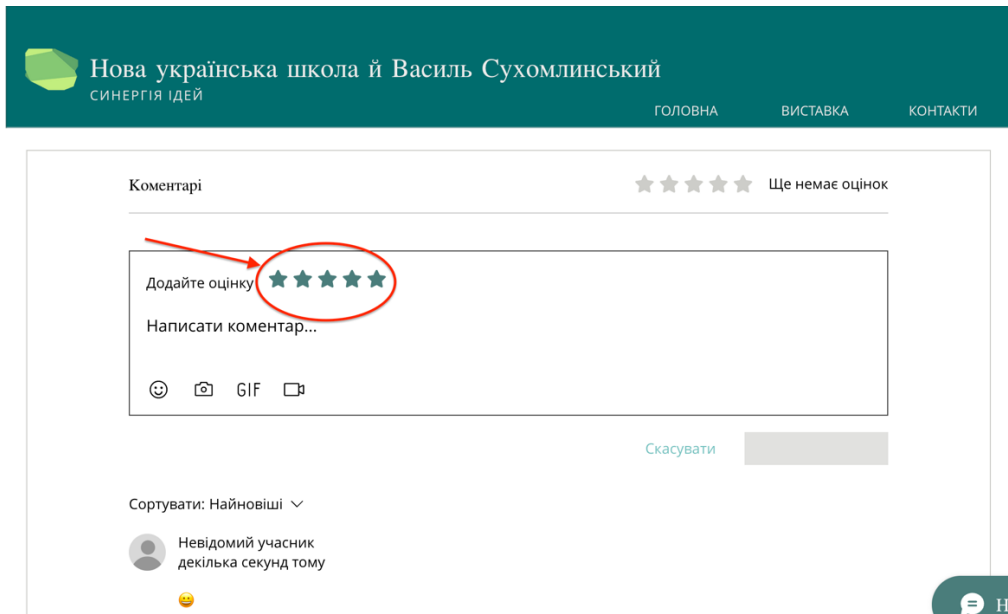 Нова українська школа й Василь Сухомлинський
СИНЕРГІЯ ІДЕЙ
ГОЛОВНА ВИСТАВКА КОНТАКТИ
Коментарі
Ще немає оцінок
Додайте оцінку
Написати коментар...
GIF
Скасувати
Сортувати: Найновіші
Невідомий учасник
декілька секунд тому